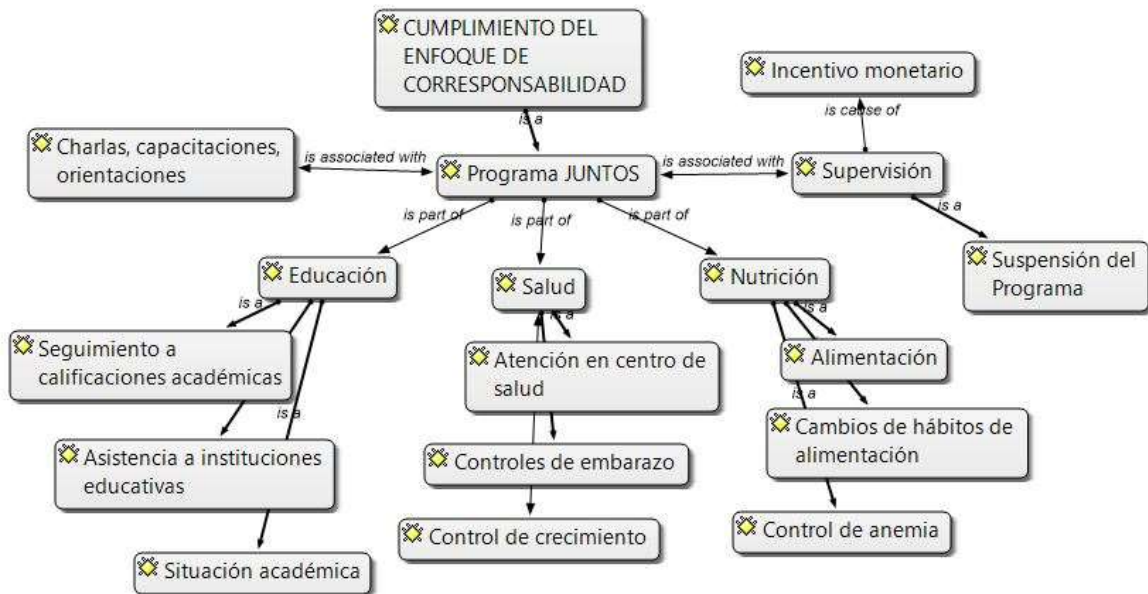 CUMPLIMIENTO DEL
ENFOQUE DE
CORRESPONSABILIDAD
Incentivo monetario
is a
is cause of
Charlas, capacitaciones,
orientaciones
is associated with
Programa JUNTOS
is associated with
Supervisión
is part of
is part of
is part of
is a
Suspensión del
Programa
Educación
Salud
Nutrición
is a
is a
is a
Seguimiento a
calificaciones académicas
Atención en centro de
salud
Alimentación
is a
is a
Asistencia a instituciones
educativas
Controles de embarazo
Cambios de hábitos de
alimentación
Control de crecimiento
Control de anemia
Situación académica